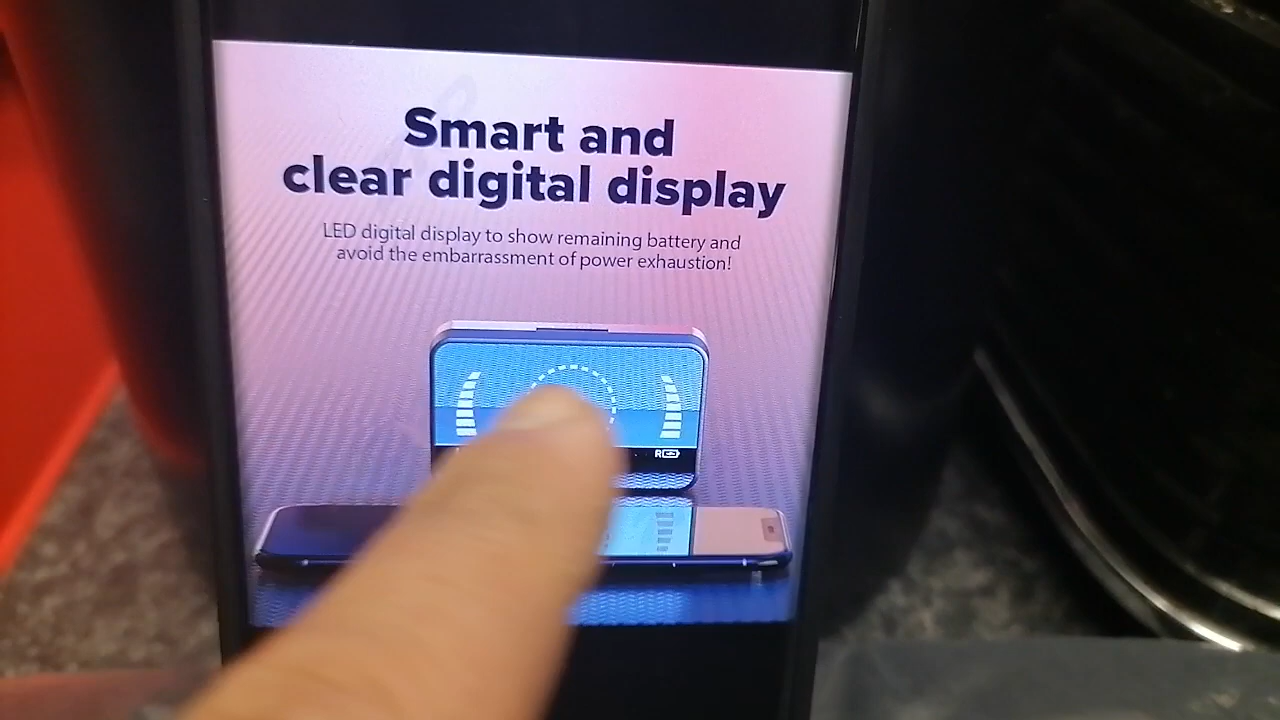 Smart and
clear digital display
LED digital display to show remaining battery and
avoid the embarrassment of power exhaustion!
R